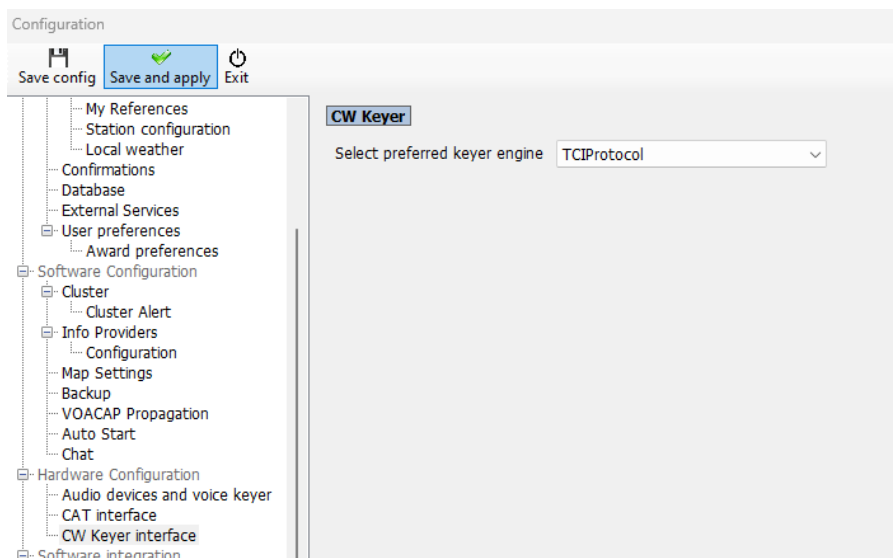 Configuration
Save config
Save and apply
Exit
My References
Station configuration
Local weather
Confirmations
Database
External Services
User preferences
Award preferences
Software Configuration
Cluster
Cluster Alert
Info Providers
Configuration
Map Settings
Backup
VOACAP Propagation
Auto Start
Chat
Hardware Configuration
Audio devices and voice keyer
CAT interface
CW Keyer interface
Software integration
CW Keyer
Select preferred keyer engine TCIProtocol